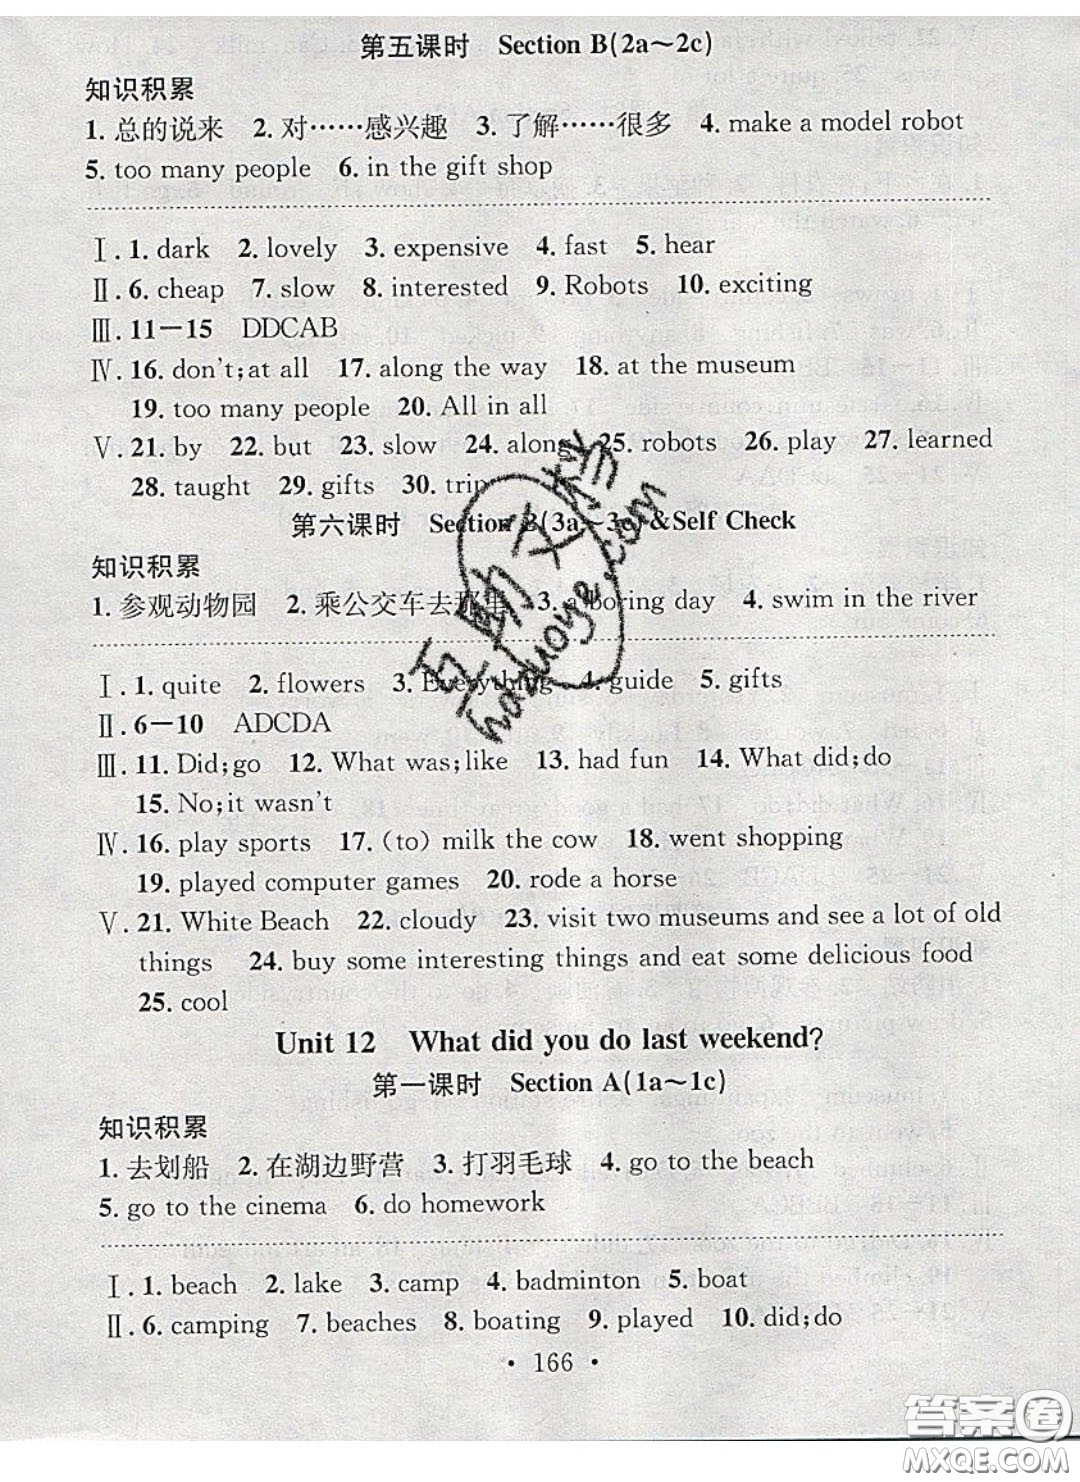 第五课时 Section B(2a～2c)
知识积累
1. 总的说来 2. 对……感兴趣 3. 了解……很多 4. make a model robot
5. too many people 6. in the gift shop
Ⅰ. 1. dark 2. lovely 3. expensive 4. fast 5. hear
Ⅱ. 6. cheap 7. slow 8. interested 9. Robots 10. exciting
Ⅲ. 11－15 DDCAB
Ⅳ. 16. don't;at all 17. along the way 18. at the museum
19. too many people 20. All in all
Ⅴ. 21. by 22. but 23. slow 24. along 25. robots 26. play 27. learned
28. taught 29. gifts 30. trip
第六课时 Section B(3a～3c)&Self Check
知识积累
1. 参观动物园 2. 乘公交车去那里 3. a boring day 4. swim in the river
Ⅰ. 1. quite 2. flowers 3. Everything 4. guide 5. gifts
Ⅱ. 6－10 ADCDA
Ⅲ. 11. Did;go 12. What was;like 13. had fun 14. What did;do
15. No;it wasn't
Ⅳ. 16. play sports 17. (to) milk the cow 18. went shopping
19. played computer games 20. rode a horse
Ⅴ. 21. White Beach 22. cloudy 23. visit two museums and see a lot of old
things 24. buy some interesting things and eat some delicious food
25. cool
Unit 12 What did you do last weekend?
第一课时 Section A(1a～1c)
知识积累
1. 去划船 2. 在湖边野营 3. 打羽毛球 4. go to the beach
5. go to the cinema 6. do homework
Ⅰ. 1. beach 2. lake 3. camp 4. badminton 5. boat
Ⅱ. 6. camping 7. beaches 8. boating 9. played 10. did;do
• 166 •
答案圈
MXQE.COM